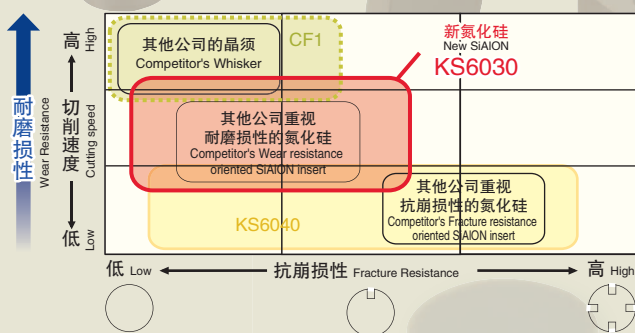 耐磨损性
Wear Resistance
高
High
切削速度
Cutting speed
低
Low
其他公司的晶须
Competitor's Whisker
CF1
新氮化硅
New SiAlON
KS6030
其他公司重视
耐磨损性的氮化硅
Competitor's Wear resistance
oriented SiAlON insert
其他公司重视
抗崩损性的氮化硅
Competitor's Fracture resistance
oriented SiAlON insert
KS6040
低 Low
抗崩损性 Fracture Resistance
高 High